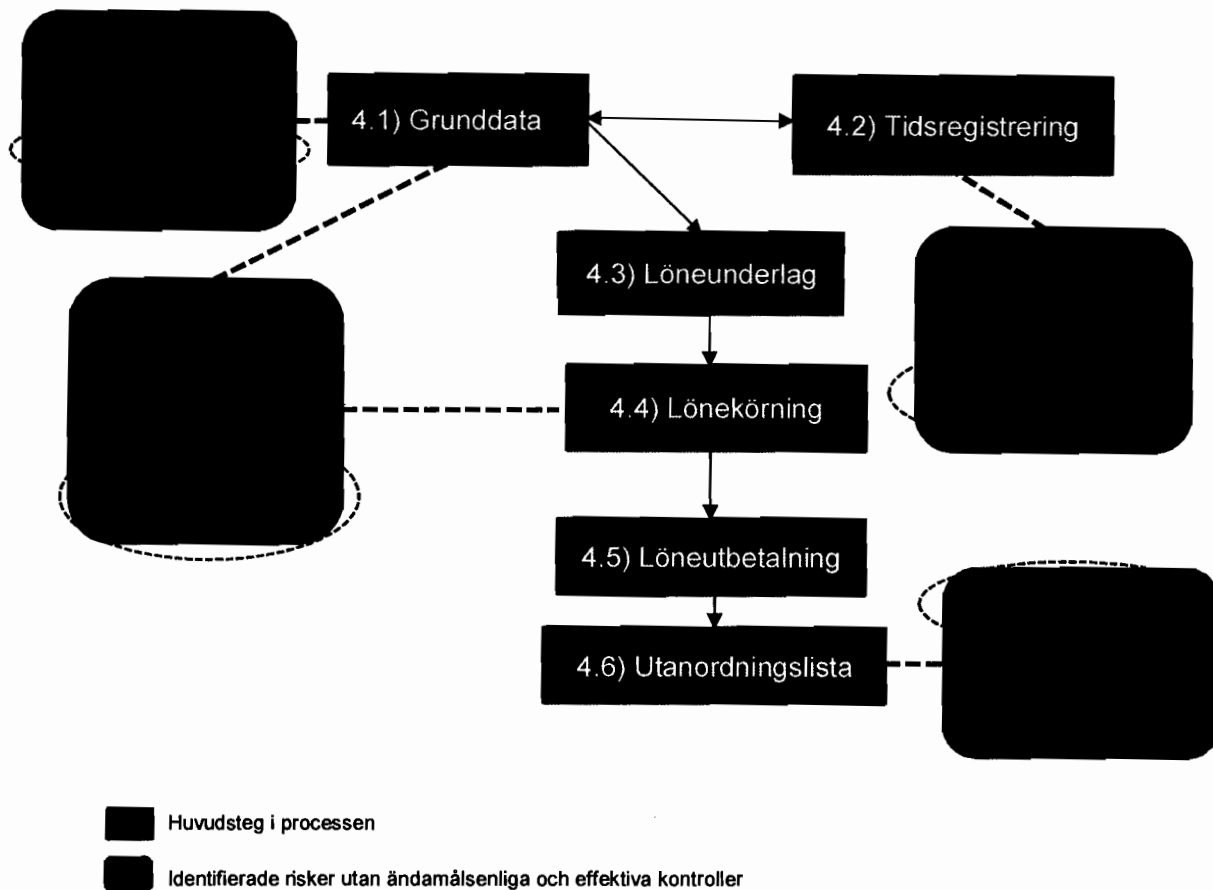 4.1) Grunddata
4.2) Tidsregistrering
4.3) Löneunderlag
4.4) Lönekörning
4.5) Löneutbetalning
4.6) Utanordningslista
Huvudsteg i processen
Identifierade risker utan ändamålsenliga och effektiva kontroller